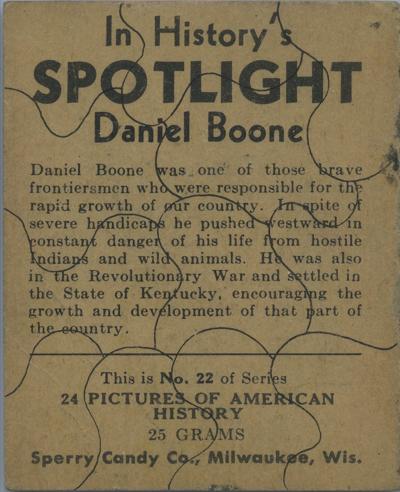 In History's
SPOTLIGHT
Daniel Boone
Daniel Boone was one of those brave
frontiersmen who were responsible for the
rapid growth of our country. In spite of
severe handicaps he pushed westward in
constant danger of his life from hostile
Indians and wild animals. He was also
in the Revolutionary War and settled in
the State of Kentucky, encouraging the
growth and development of that part of
the country.
This is No. 22 of Series
24 PICTURES OF AMERICAN
HISTORY
25 GRAMS
Sperry Candy Co., Milwaukee, Wis.